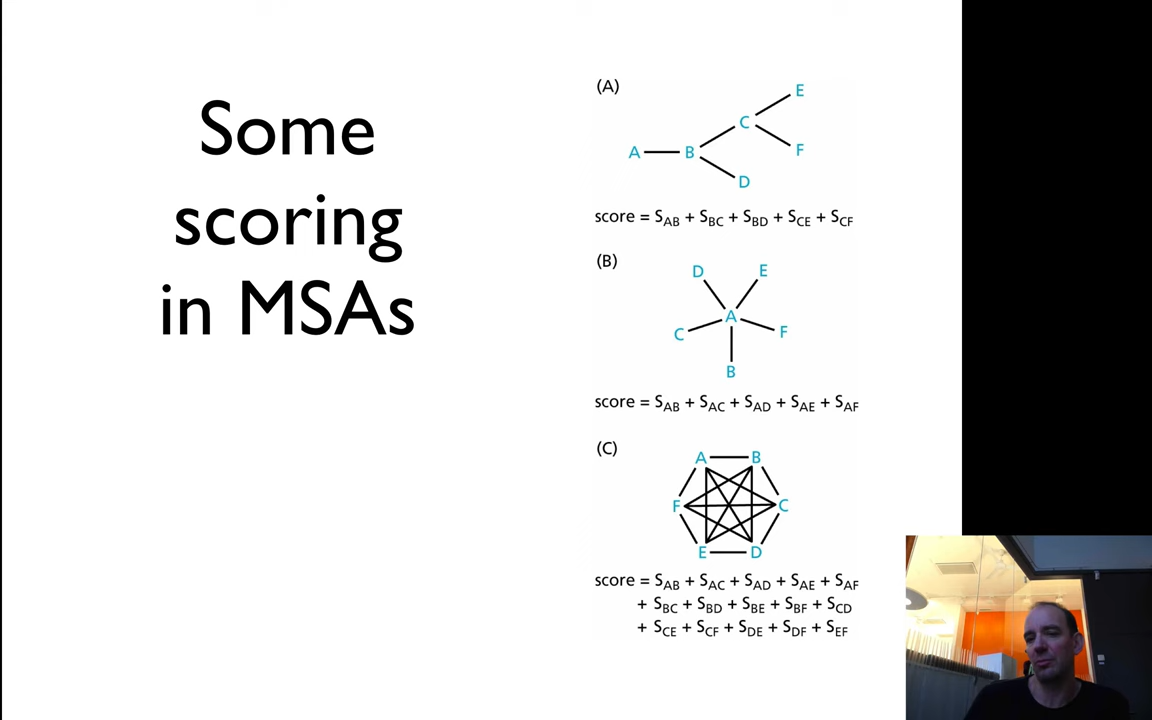 Some
scoring
in MSAs
(A)
E
C
A
B
F
D
score = S_AB + S_BC + S_BD + S_CE + S_CF
(B)
D
E
A
C
F
B
score = S_AB + S_AC + S_AD + S_AE + S_AF
(C)
A
B
F
C
E
D
score = S_AB + S_AC + S_AD + S_AE + S_AF
+ S_BC + S_BD + S_BE + S_BF + S_CD
+ S_CE + S_CF + S_DE + S_DF + S_EF